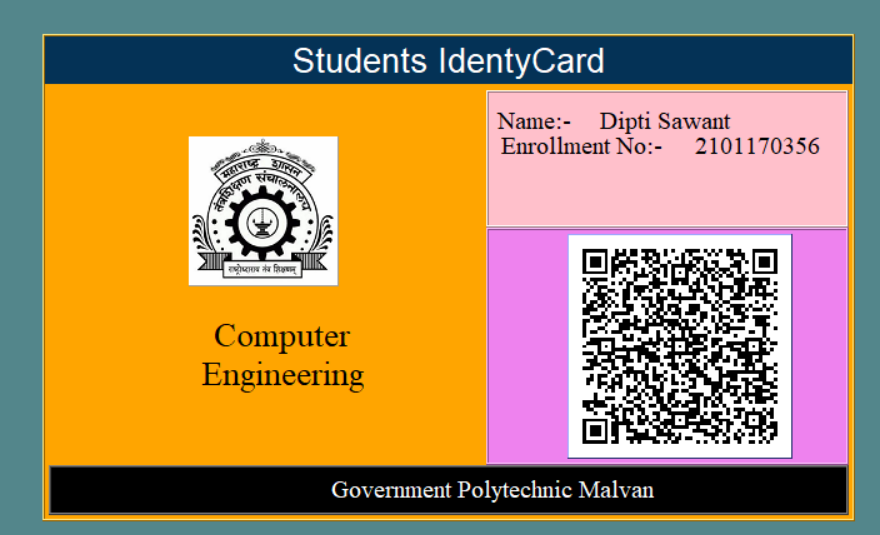 Students IdentyCard
Name:-    Dipti Sawant
Enrollment No:-    2101170356
महाराष्ट्र शासन
तंत्रशिक्षण संचालनालय
Computer
Engineering
Government Polytechnic Malvan